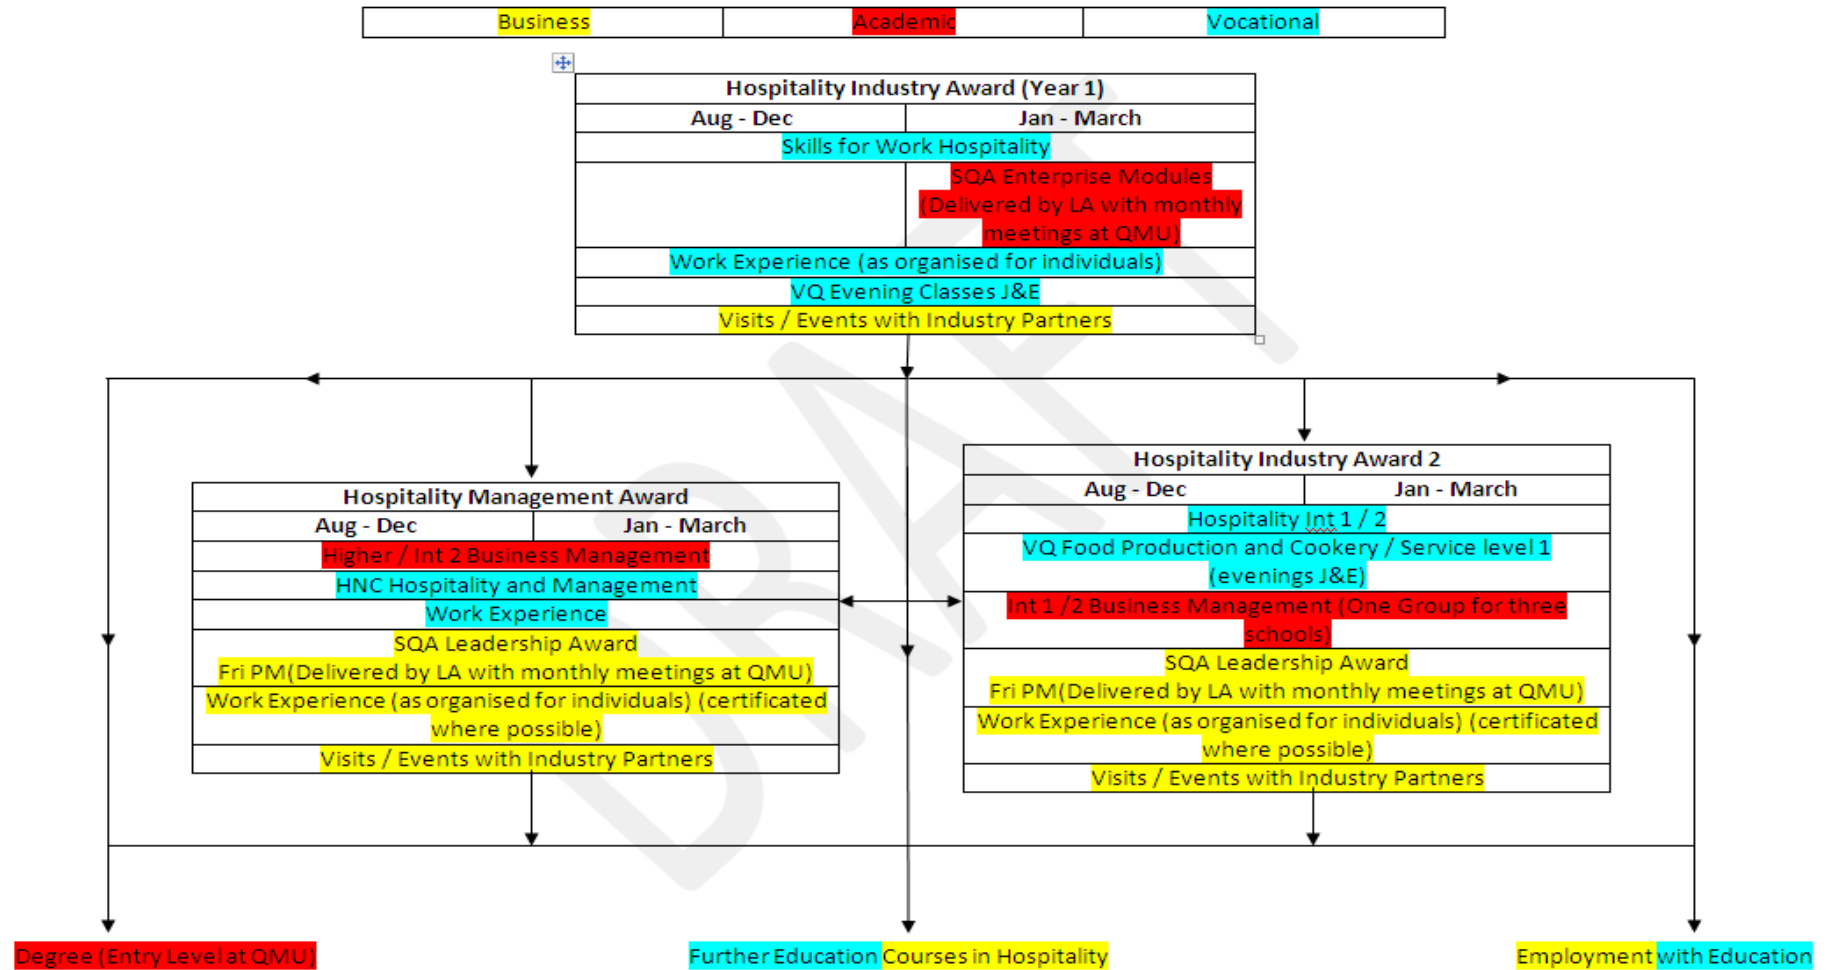 Business Academic Vocational
Hospitality Industry Award (Year 1)
Aug - Dec Jan - March
Skills for Work Hospitality
SQA Enterprise Modules
(Delivered by LA with monthly
meetings at QMU)
Work Experience (as organised for individuals)
VQ Evening Classes J&E
Visits / Events with Industry Partners
Hospitality Management Award
Aug - Dec Jan - March
Higher / Int 2 Business Management
HNC Hospitality and Management
Work Experience
SQA Leadership Award
Fri PM(Delivered by LA with monthly meetings at QMU)
Work Experience (as organised for individuals) (certificated
where possible)
Visits / Events with Industry Partners
Hospitality Industry Award 2
Aug - Dec Jan - March
Hospitality Int 1 / 2
VQ Food Production and Cookery / Service level 1
(evenings J&E)
Int 1 /2 Business Management (One Group for three
schools)
SQA Leadership Award
Fri PM(Delivered by LA with monthly meetings at QMU)
Work Experience (as organised for individuals) (certificated
where possible)
Visits / Events with Industry Partners
Degree (Entry Level at QMU)
Further Education Courses in Hospitality
Employment with Education
DRAFT